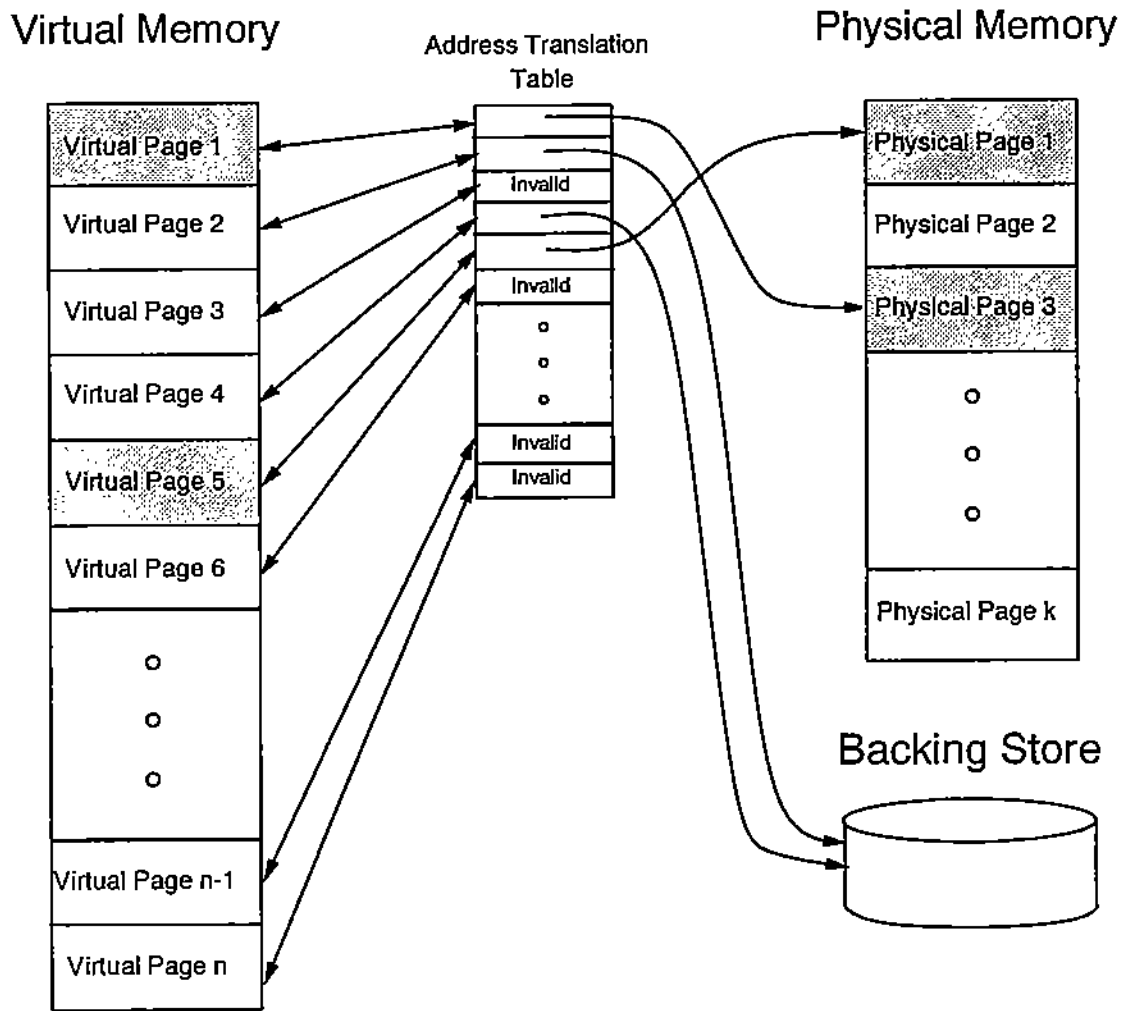 Virtual Memory
Address Translation
Table
Physical Memory
Virtual Page 1
Virtual Page 2
Virtual Page 3
Virtual Page 4
Virtual Page 5
Virtual Page 6
Virtual Page n-1
Virtual Page n
Invalid
Invalid
Invalid
Invalid
Physical Page 1
Physical Page 2
Physical Page 3
Physical Page k
Backing Store